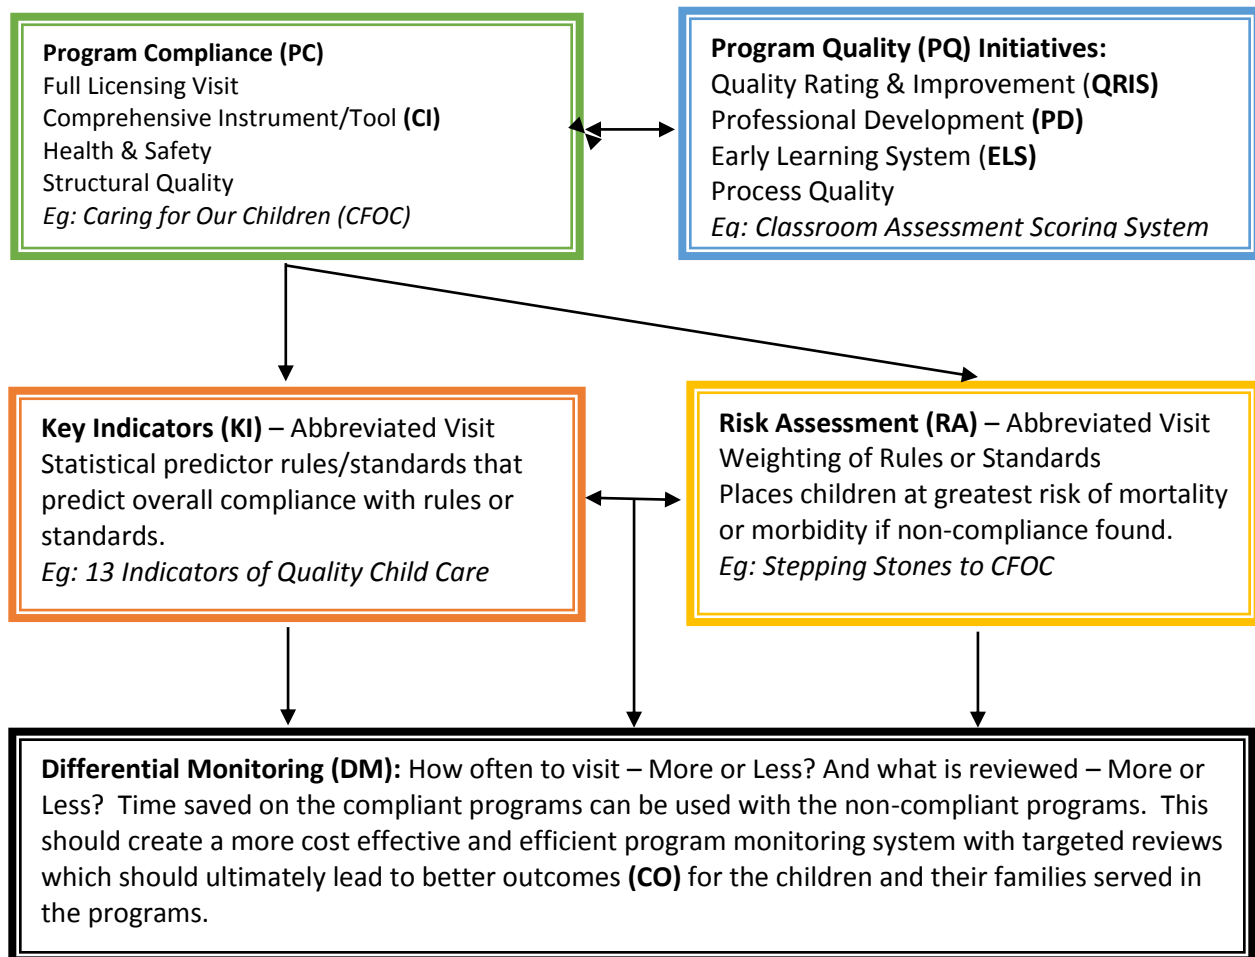 Program Compliance (PC)
Full Licensing Visit
Comprehensive Instrument/Tool (CI)
Health & Safety
Structural Quality
Eg: Caring for Our Children (CFOC)
Program Quality (PQ) Initiatives:
Quality Rating & Improvement (QRIS)
Professional Development (PD)
Early Learning System (ELS)
Process Quality
Eg: Classroom Assessment Scoring System
Key Indicators (KI) – Abbreviated Visit
Statistical predictor rules/standards that
predict overall compliance with rules or
standards.
Eg: 13 Indicators of Quality Child Care
Risk Assessment (RA) – Abbreviated Visit
Weighting of Rules or Standards
Places children at greatest risk of mortality
or morbidity if non-compliance found.
Eg: Stepping Stones to CFOC
Differential Monitoring (DM): How often to visit – More or Less? And what is reviewed – More or
Less? Time saved on the compliant programs can be used with the non-compliant programs. This
should create a more cost effective and efficient program monitoring system with targeted reviews
which should ultimately lead to better outcomes (CO) for the children and their families served in
the programs.